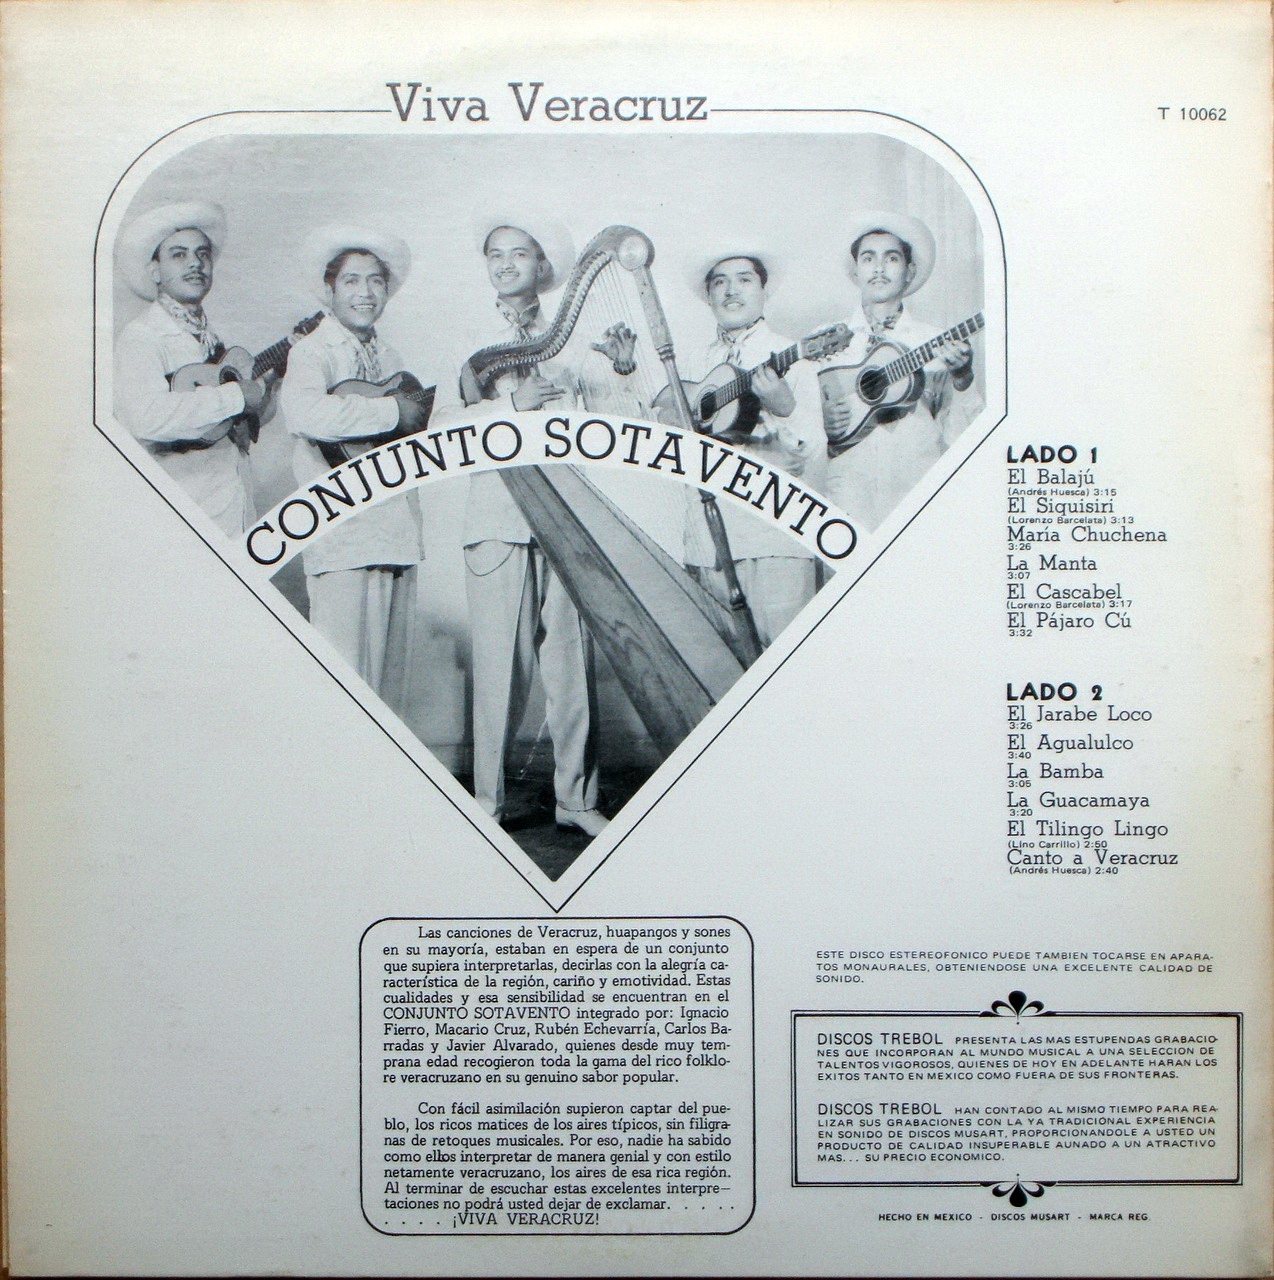 Viva Veracruz
T 10062
CONJUNTO SOTAVENTO
LADO 1
El Balajú
(Andrés Huesca) 3:15
El Siquisiri
(Lorenzo Barcelata) 3:13
María Chuchena
3:26
La Manta
3:07
El Cascabel
(Lorenzo Barcelata) 3:17
El Pájaro Cú
3:32
LADO 2
El Jarabe Loco
3:26
El Agualulco
3:40
La Bamba
3:05
La Guacamaya
3:20
El Tilingo Lingo
(Lino Carrillo) 2:50
Canto a Veracruz
(Andrés Huesca) 2:40
Las canciones de Veracruz, huapangos y sones
en su mayoría, estaban en espera de un conjunto
que supiera interpretarlas, decirlas con la alegría ca-
racterística de la región, cariño y emotividad. Estas
cualidades y esa sensibilidad se encuentran en el
CONJUNTO SOTAVENTO integrado por: Ignacio
Fierro, Macario Cruz, Rubén Echevarría, Carlos Ba-
rradas y Javier Alvarado, quienes desde muy tem-
prana edad recogieron toda la gama del rico folklo-
re veracruzano en su genuino sabor popular.
Con fácil asimilación supieron captar del pue-
blo, los ricos matices de los aires típicos, sin filigra-
nas de retoques musicales. Por eso, nadie ha sabido
como ellos interpretar de manera genial y con estilo
netamente veracruzano, los aires de esa rica región.
Al terminar de escuchar estas excelentes interpre-
taciones no podrá usted dejar de exclamar. . . . .
. . . . . ¡VIVA VERACRUZ!
ESTE DISCO ESTEREOFONICO PUEDE TAMBIEN TOCARSE EN APARA-
TOS MONAURALES, OBTENIENDOSE UNA EXCELENTE CALIDAD DE
SONIDO.
DISCOS TREBOL PRESENTA LAS MAS ESTUPENDAS GRABACIO-
NES QUE INCORPORAN AL MUNDO MUSICAL A UNA SELECCION DE
TALENTOS VIGOROSOS, QUIENES DE HOY EN ADELANTE HARAN LOS
EXITOS TANTO EN MEXICO COMO FUERA DE SUS FRONTERAS.
DISCOS TREBOL HAN CONTADO AL MISMO TIEMPO PARA REA-
LIZAR SUS GRABACIONES CON LA YA TRADICIONAL EXPERIENCIA
EN SONIDO DE DISCOS MUSART, PROPORCIONANDOLE A USTED UN
PRODUCTO DE CALIDAD INSUPERABLE AUNADO A UN ATRACTIVO
MAS... SU PRECIO ECONOMICO.
HECHO EN MEXICO - DISCOS MUSART - MARCA REG.